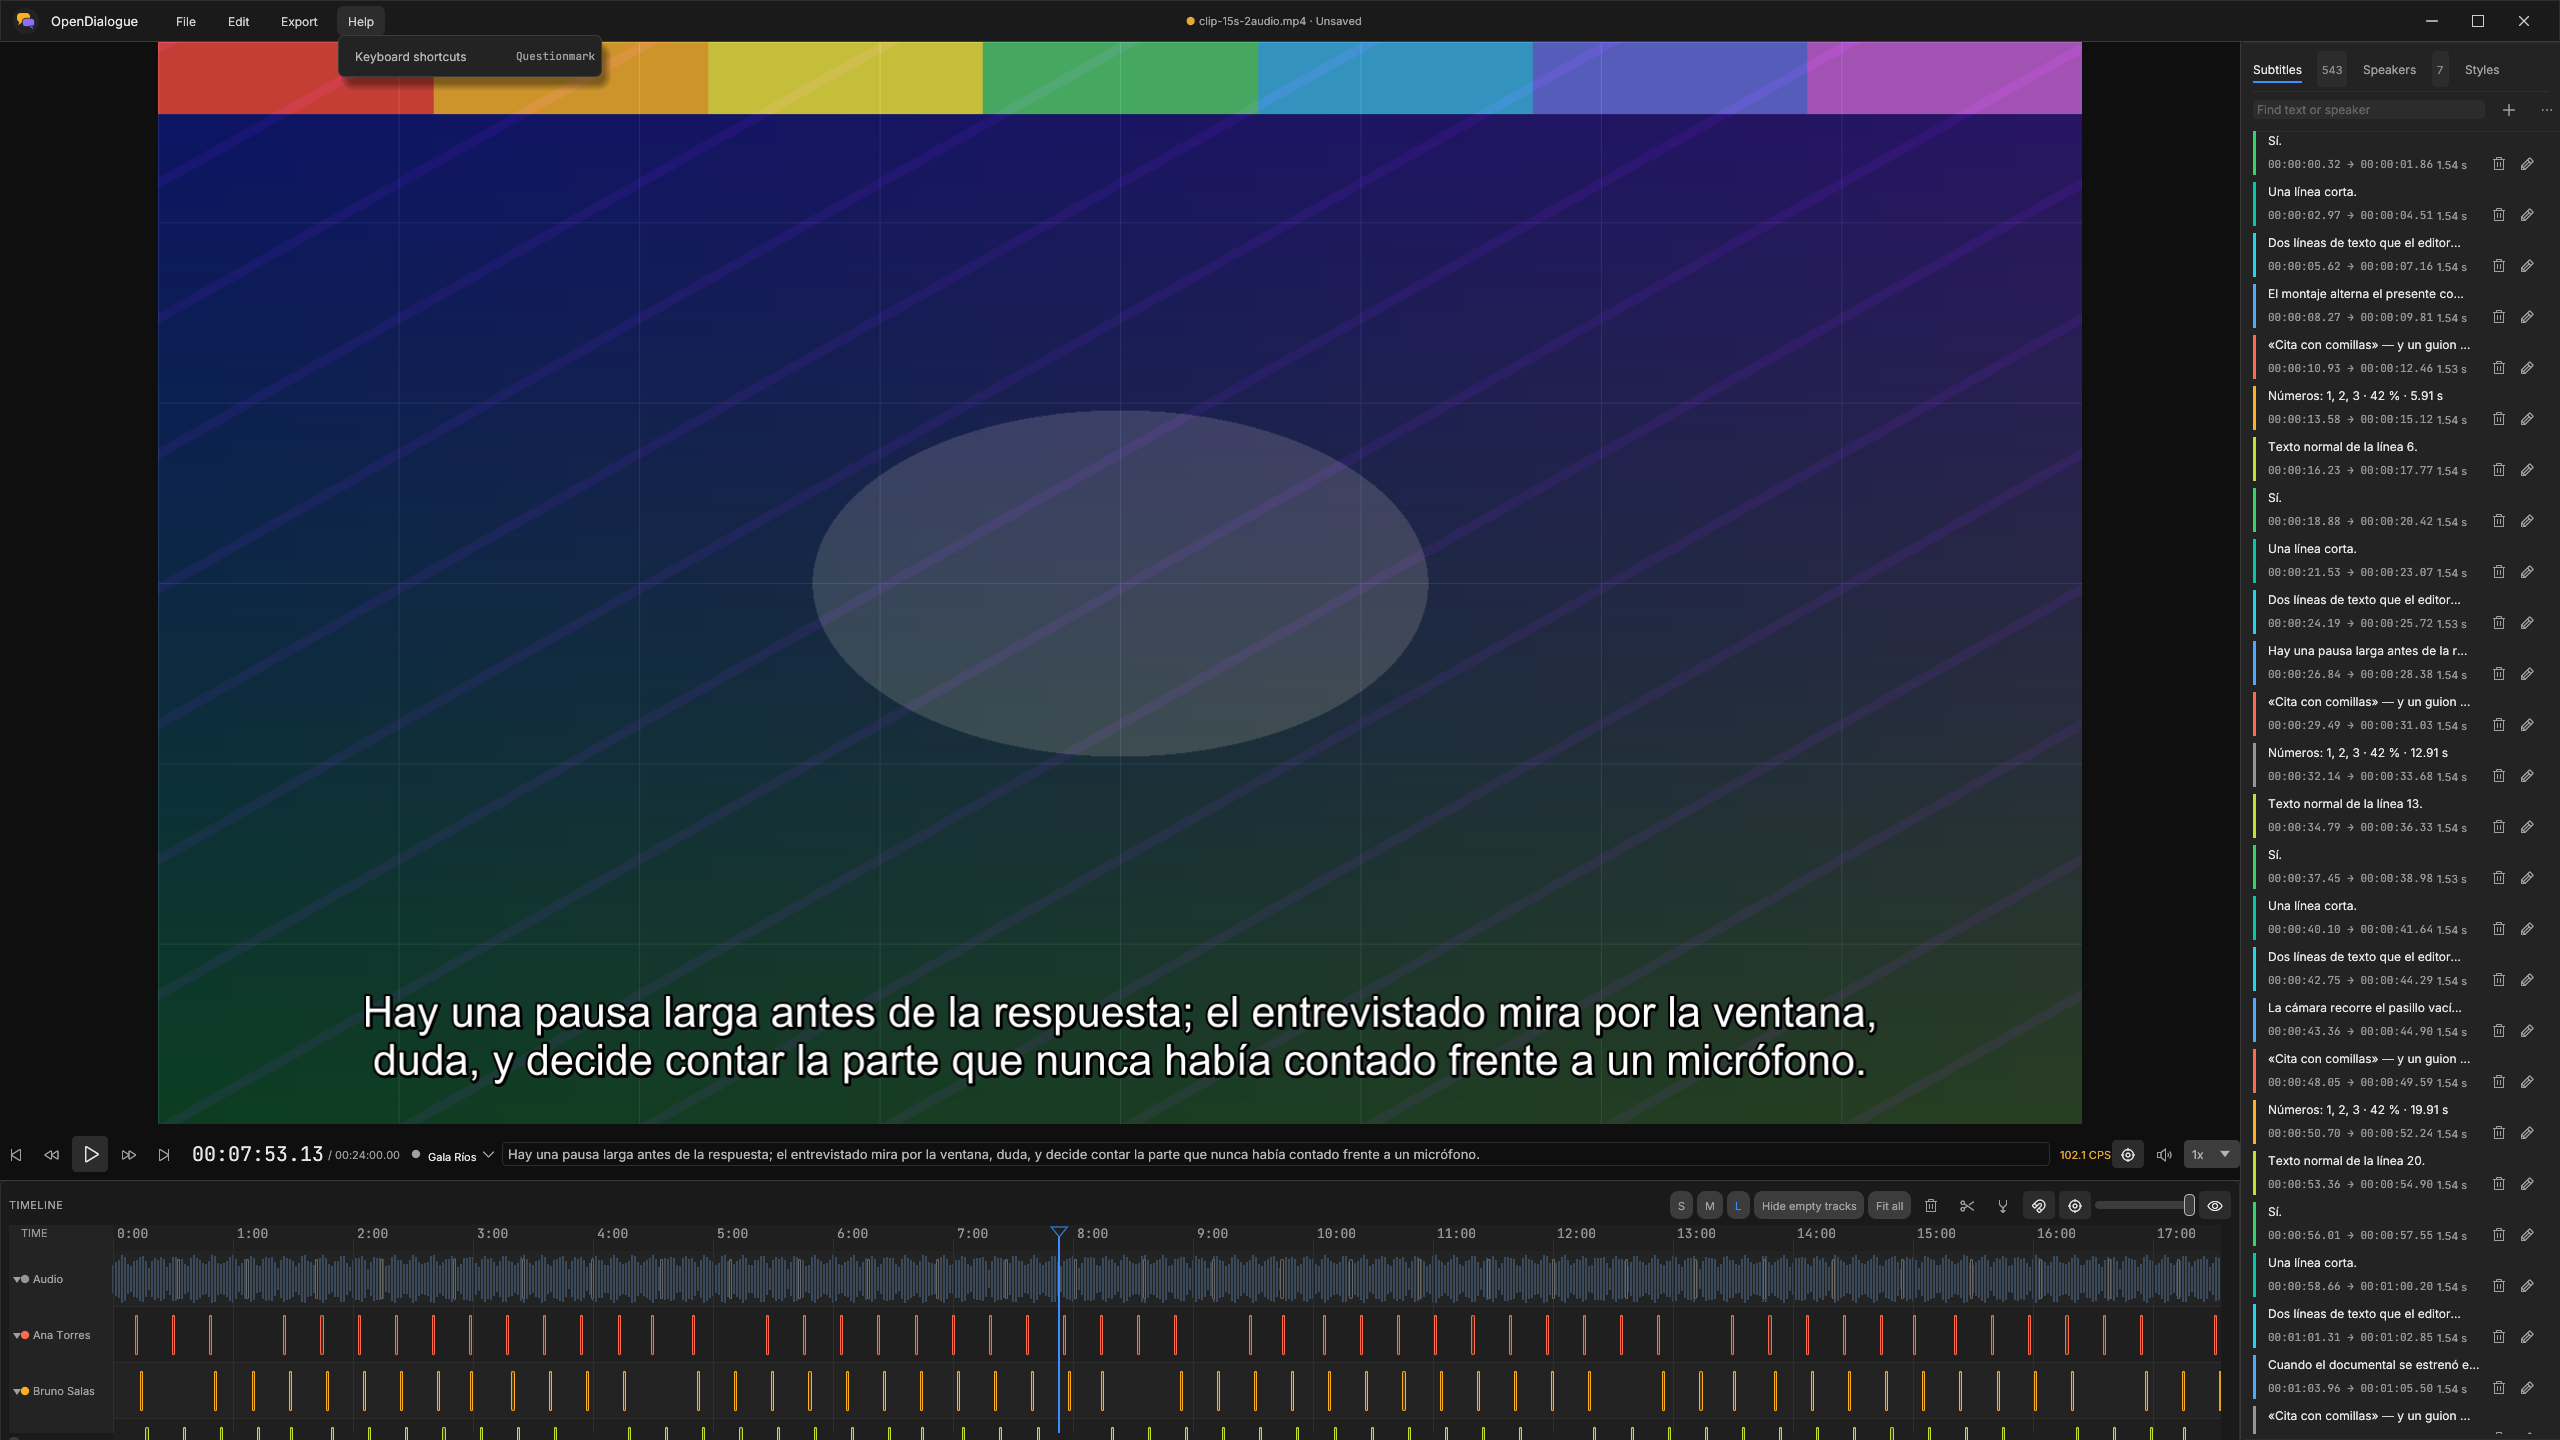 OpenDialogue File Edit Export Help
clip-15s-2audio.mp4 · Unsaved
Keyboard shortcuts Questionmark
Hay una pausa larga antes de la respuesta; el entrevistado mira por la ventana,
duda, y decide contar la parte que nunca había contado frente a un micrófono.
00:07:53.13 / 00:24:00.00 Gala Ríos Hay una pausa larga antes de la respuesta; el entrevistado mira por la ventana, duda, y decide contar la parte que nunca había contado frente a un micrófono. 102.1 CPS 1x
TIMELINE S M L Hide empty tracks Fit all
TIME 0:00 1:00 2:00 3:00 4:00 5:00 6:00 7:00 8:00 9:00 10:00 11:00 12:00 13:00 14:00 15:00 16:00 17:00
Audio
Ana Torres
Bruno Salas
Subtitles 543 Speakers 7 Styles
Find text or speaker
Sí.
00:00:00.32 → 00:00:01.86 1.54 s
Una línea corta.
00:00:02.97 → 00:00:04.51 1.54 s
Dos líneas de texto que el editor...
00:00:05.62 → 00:00:07.16 1.54 s
El montaje alterna el presente co...
00:00:08.27 → 00:00:09.81 1.54 s
«Cita con comillas» — y un guion ...
00:00:10.93 → 00:00:12.46 1.53 s
Números: 1, 2, 3 · 42 % · 5.91 s
00:00:13.58 → 00:00:15.12 1.54 s
Texto normal de la línea 6.
00:00:16.23 → 00:00:17.77 1.54 s
Sí.
00:00:18.88 → 00:00:20.42 1.54 s
Una línea corta.
00:00:21.53 → 00:00:23.07 1.54 s
Dos líneas de texto que el editor...
00:00:24.19 → 00:00:25.72 1.53 s
Hay una pausa larga antes de la r...
00:00:26.84 → 00:00:28.38 1.54 s
«Cita con comillas» — y un guion ...
00:00:29.49 → 00:00:31.03 1.54 s
Números: 1, 2, 3 · 42 % · 12.91 s
00:00:32.14 → 00:00:33.68 1.54 s
Texto normal de la línea 13.
00:00:34.79 → 00:00:36.33 1.54 s
Sí.
00:00:37.45 → 00:00:38.98 1.53 s
Una línea corta.
00:00:40.10 → 00:00:41.64 1.54 s
Dos líneas de texto que el editor...
00:00:42.75 → 00:00:44.29 1.54 s
La cámara recorre el pasillo vací...
00:00:43.36 → 00:00:44.90 1.54 s
«Cita con comillas» — y un guion ...
00:00:48.05 → 00:00:49.59 1.54 s
Números: 1, 2, 3 · 42 % · 19.91 s
00:00:50.70 → 00:00:52.24 1.54 s
Texto normal de la línea 20.
00:00:53.36 → 00:00:54.90 1.54 s
Sí.
00:00:56.01 → 00:00:57.55 1.54 s
Una línea corta.
00:00:58.66 → 00:01:00.20 1.54 s
Dos líneas de texto que el editor...
00:01:01.31 → 00:01:02.85 1.54 s
Cuando el documental se estrenó e...
00:01:03.96 → 00:01:05.50 1.54 s
«Cita con comillas» — y un guion ...